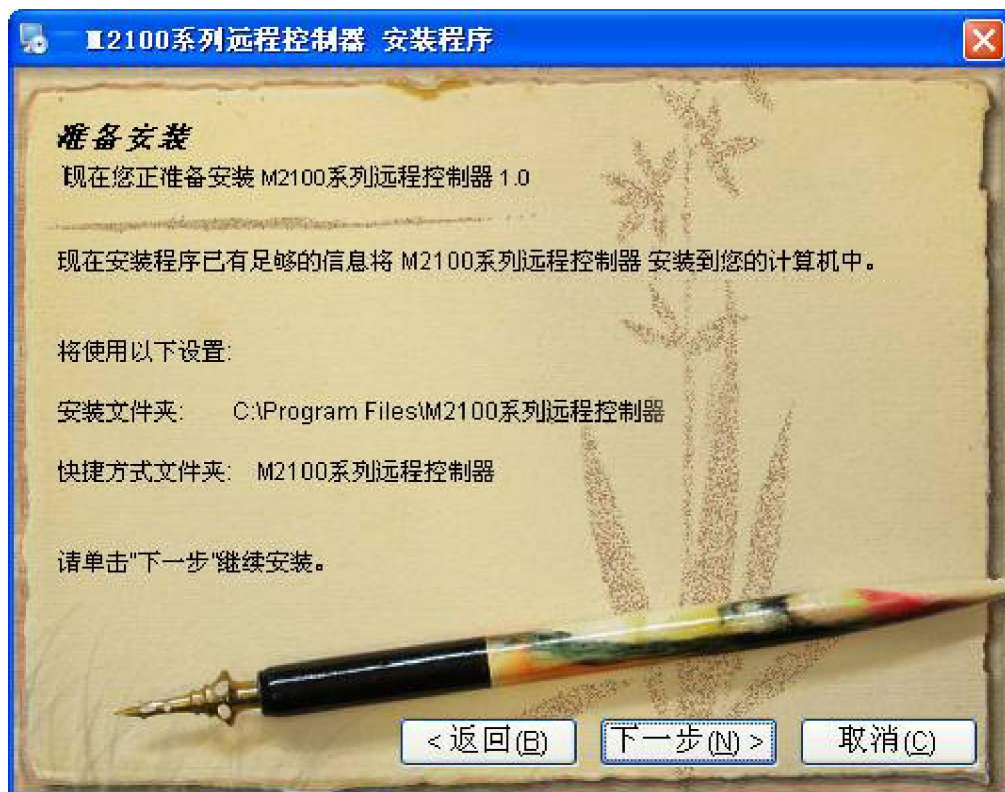 M2100系列远程控制器 安装程序
准备安装
现在您正准备安装 M2100系列远程控制器 1.0
现在安装程序已有足够的信息将 M2100系列远程控制器 安装到您的计算机中。
将使用以下设置:
安装文件夹: C:\Program Files\M2100系列远程控制器
快捷方式文件夹: M2100系列远程控制器
请单击"下一步"继续安装。
< 返回(B) 下一步(N) > 取消(C)